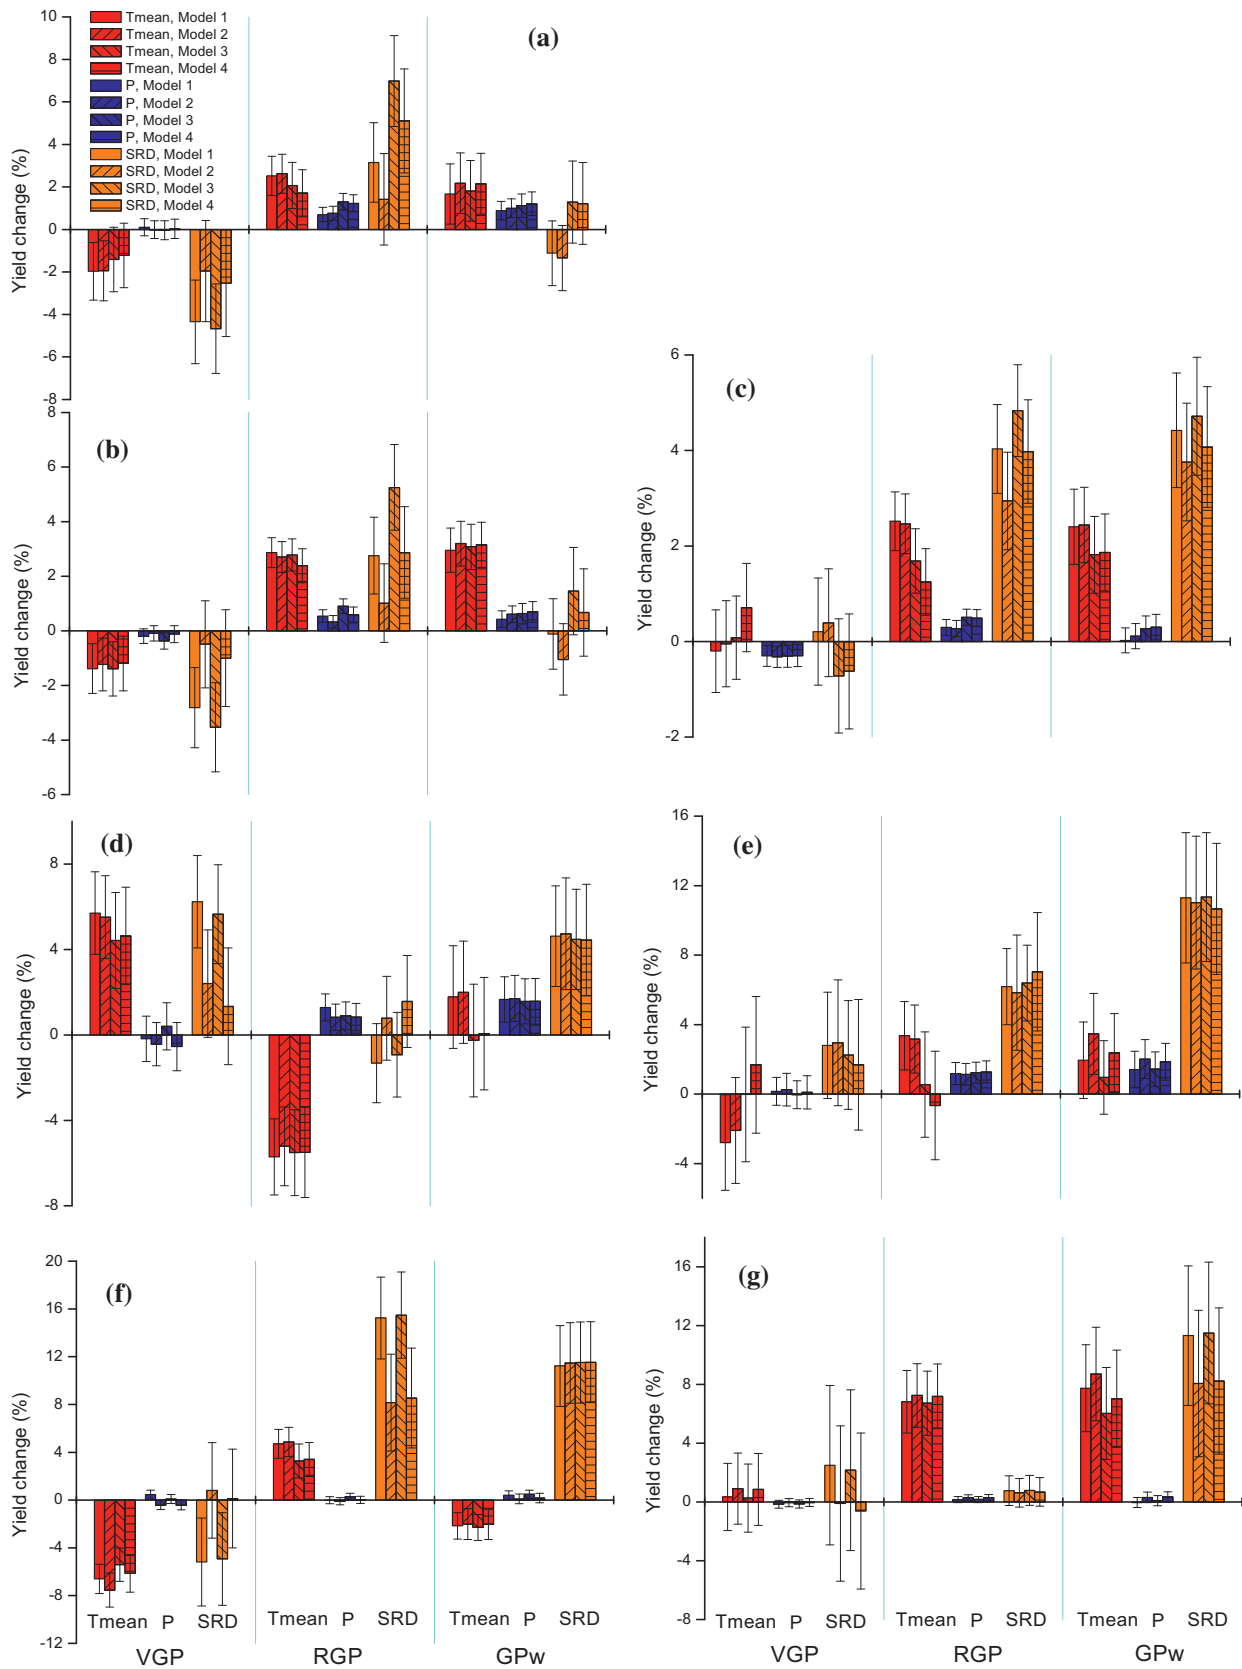 Tmean, Model 1
Tmean, Model 2
Tmean, Model 3
Tmean, Model 4
P, Model 1
P, Model 2
P, Model 3
P, Model 4
SRD, Model 1
SRD, Model 2
SRD, Model 3
SRD, Model 4
(a)
Yield change (%)
10
8
6
4
2
0
-2
-4
-6
-8
(b)
Yield change (%)
8
6
4
2
0
-2
-4
-6
(c)
Yield change (%)
6
4
2
0
-2
(d)
Yield change (%)
8
4
0
-4
-8
(e)
Yield change (%)
16
12
8
4
0
-4
(f)
Yield change (%)
20
16
12
8
4
0
-4
-8
-12
Tmean P SRD Tmean P SRD Tmean P SRD
VGP RGP GPw
(g)
Yield change (%)
16
12
8
4
0
-4
-8
Tmean P SRD Tmean P SRD Tmean P SRD
VGP RGP GPw